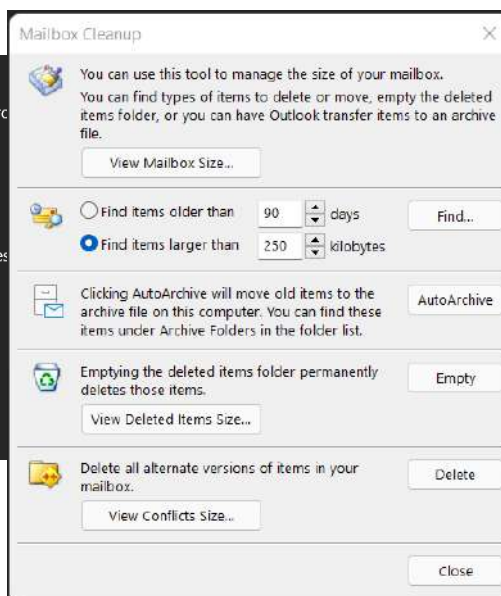 Mailbox Cleanup
You can use this tool to manage the size of your mailbox.
You can find types of items to delete or move, empty the deleted
items folder, or you can have Outlook transfer items to an archive
file.
View Mailbox Size...
Find items older than 90 days
Find...
Find items larger than 250 kilobytes
Clicking AutoArchive will move old items to the
archive file on this computer. You can find these
items under Archive Folders in the folder list.
AutoArchive
Emptying the deleted items folder permanently
deletes those items.
Empty
View Deleted Items Size...
Delete all alternate versions of items in your
mailbox.
Delete
View Conflicts Size...
Close